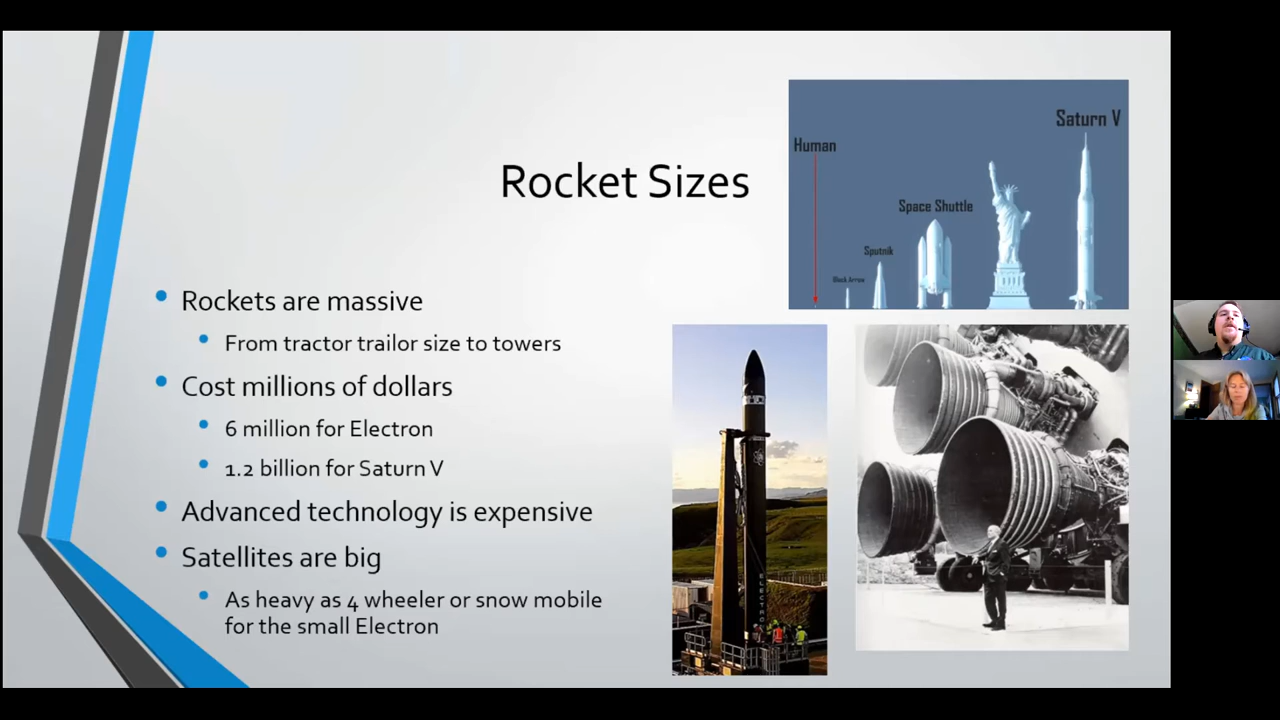 Rocket Sizes
Rockets are massive
From tractor trailor size to towers
Cost millions of dollars
6 million for Electron
1.2 billion for Saturn V
Advanced technology is expensive
Satellites are big
As heavy as 4 wheeler or snow mobile
for the small Electron
Human
Black Arrow
Sputnik
Space Shuttle
Saturn V
ELECTRON